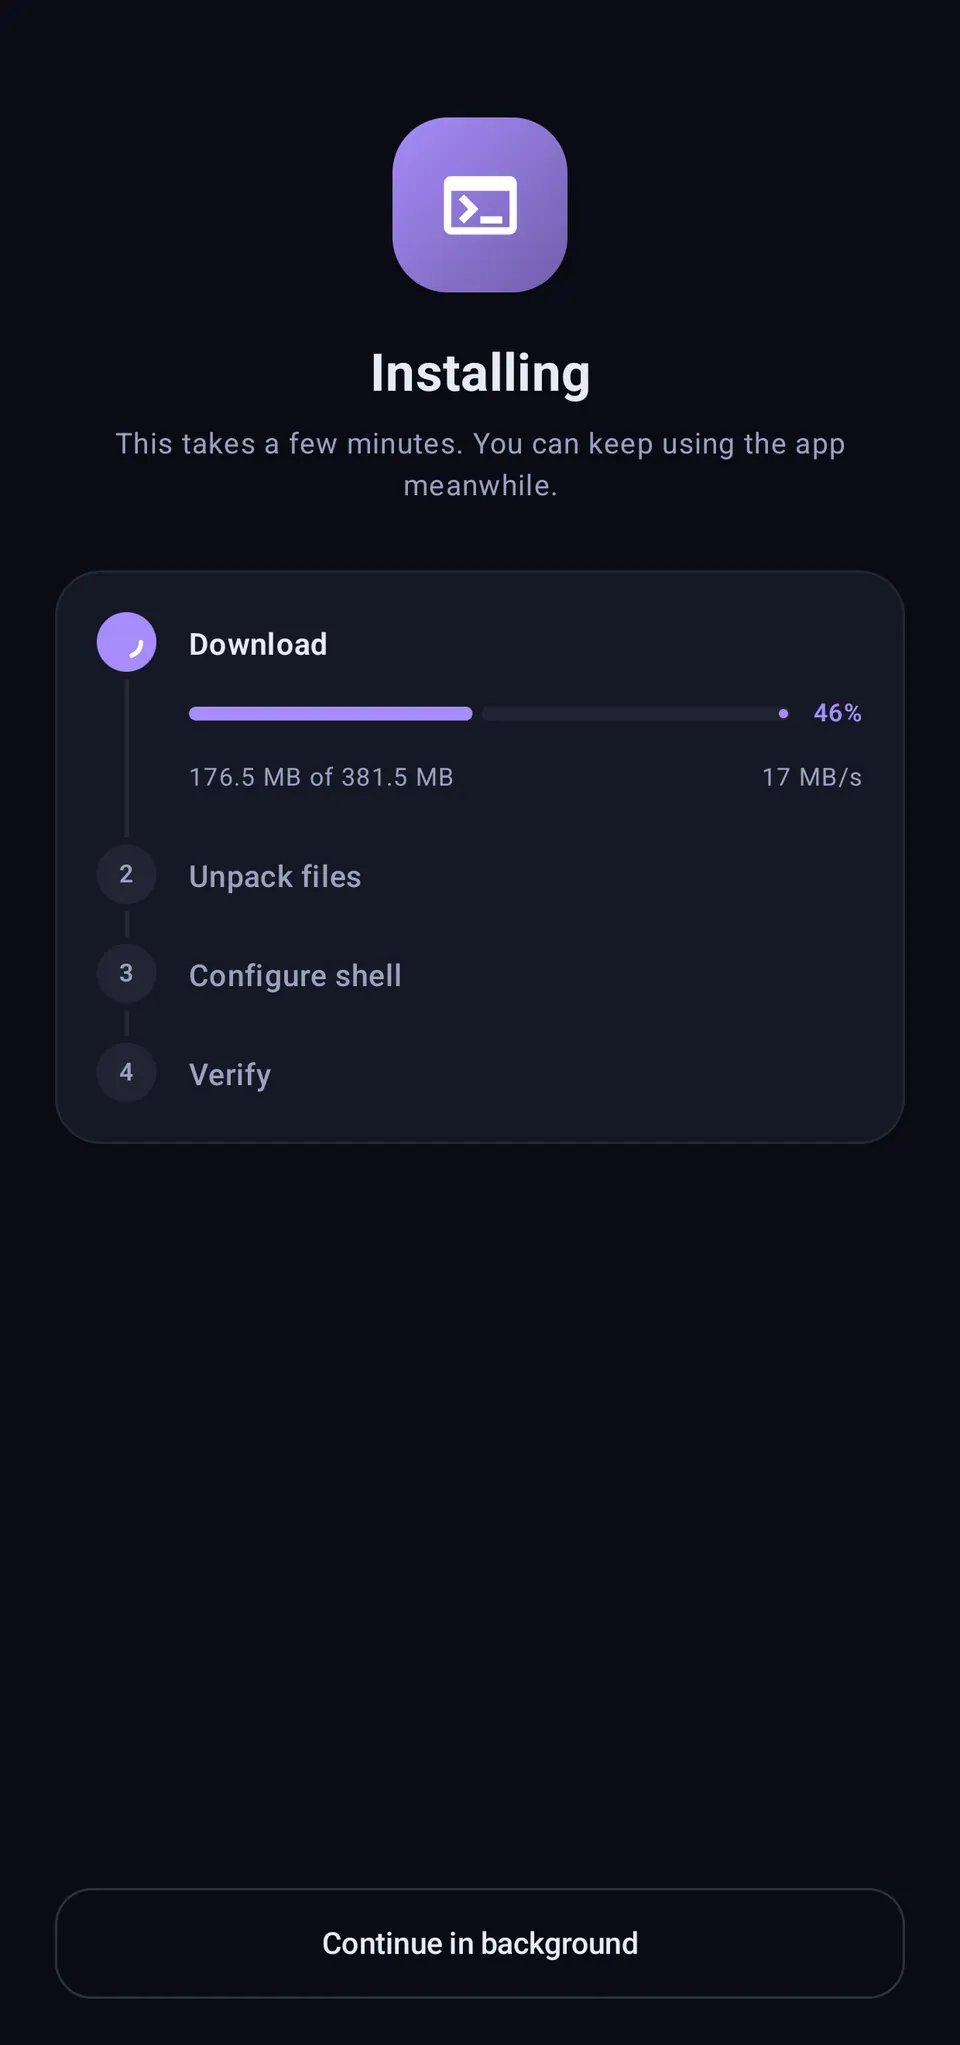 Installing
This takes a few minutes. You can keep using the app
meanwhile.
Download
46%
176.5 MB of 381.5 MB
17 MB/s
2
Unpack files
3
Configure shell
4
Verify
Continue in background